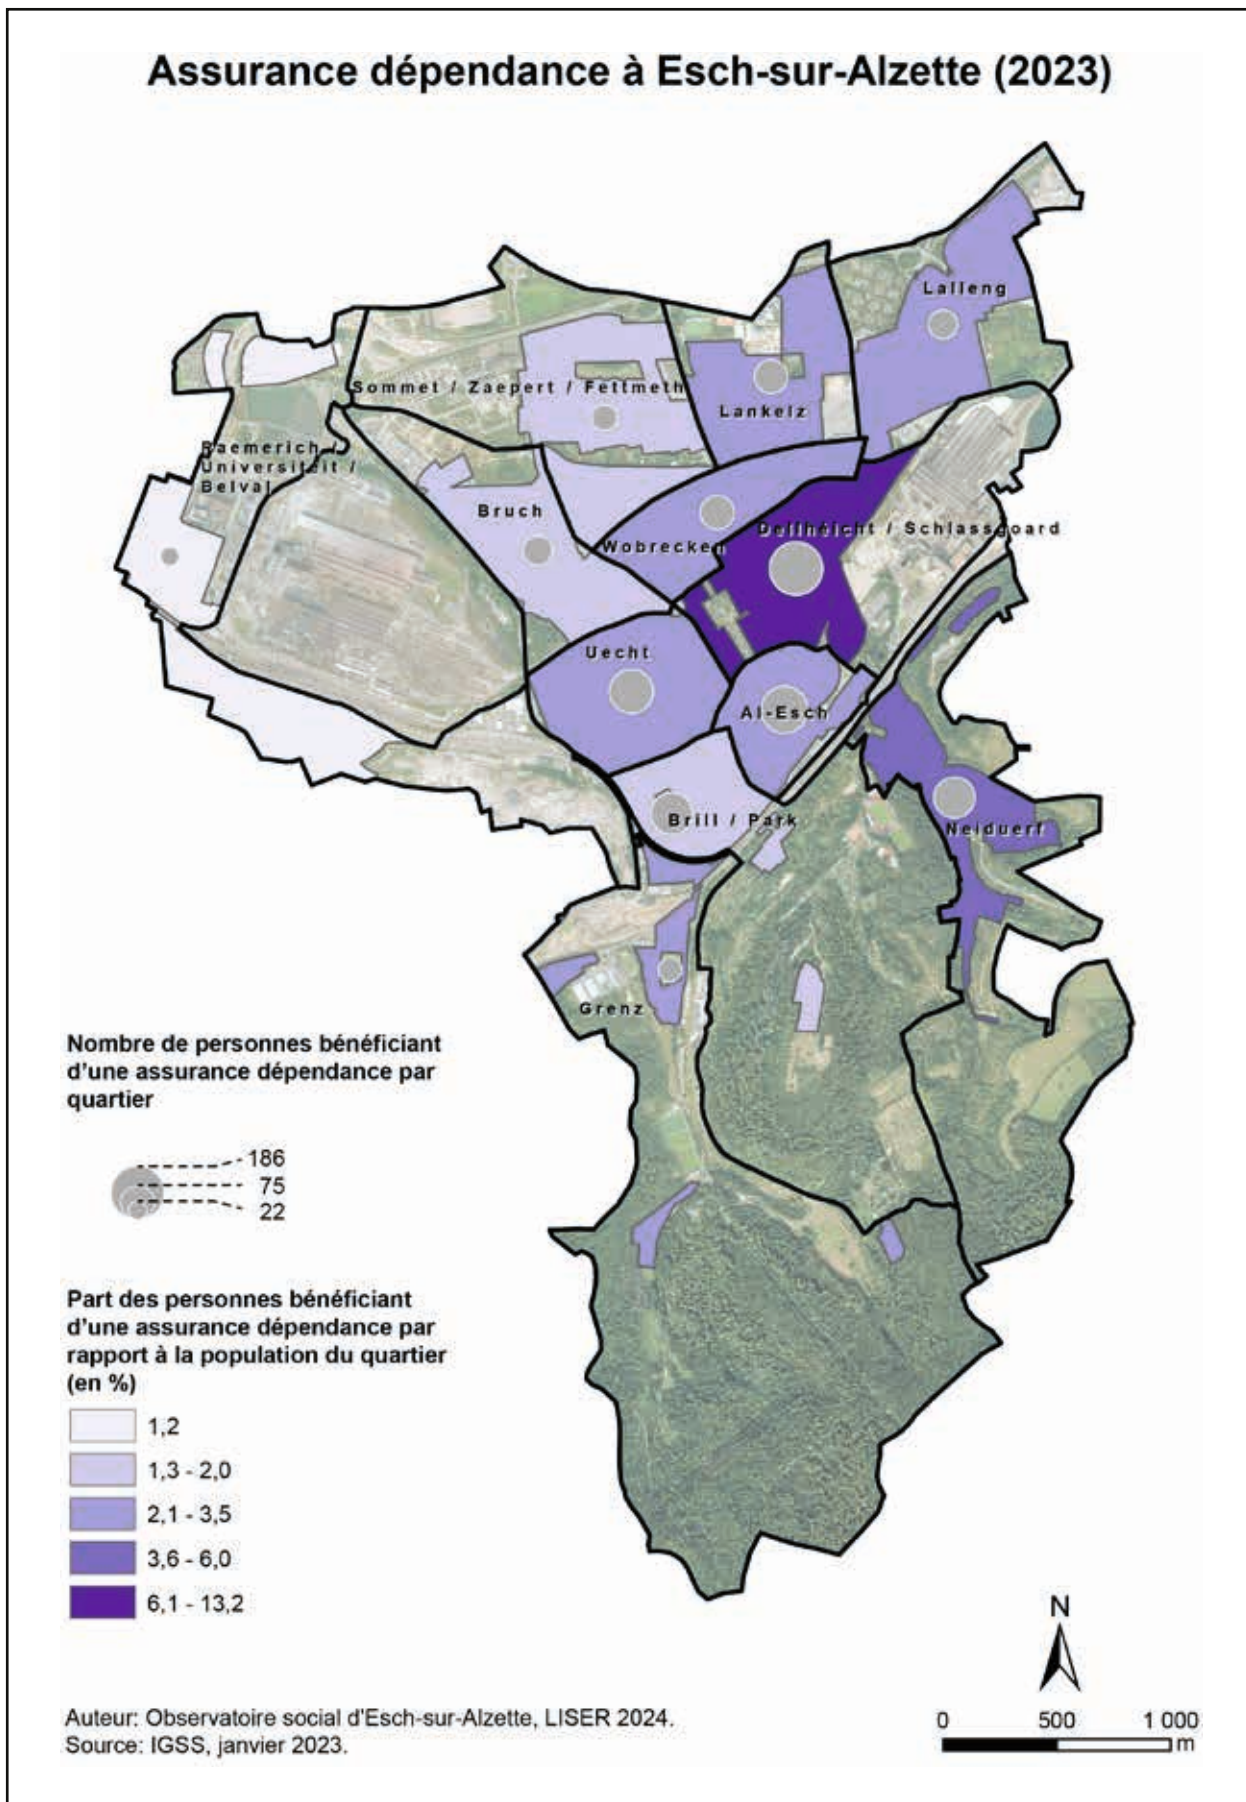 Assurance dépendance à Esch-sur-Alzette (2023)
Lalleng
Sommet / Zaepert / Fettmeth
Lankelz
Raemerich /
Universiteit /
Belval
Bruch
Wobrecken
Dellhéicht / Schlassgoard
Uecht
Al-Esch
Brill / Park
Neiduerf
Grenz
Nombre de personnes bénéficiant
d'une assurance dépendance par
quartier
186
75
22
Part des personnes bénéficiant
d'une assurance dépendance par
rapport à la population du quartier
(en %)
1,2
1,3 - 2,0
2,1 - 3,5
3,6 - 6,0
6,1 - 13,2
N
Auteur: Observatoire social d'Esch-sur-Alzette, LISER 2024.
Source: IGSS, janvier 2023.
0 500 1 000
m